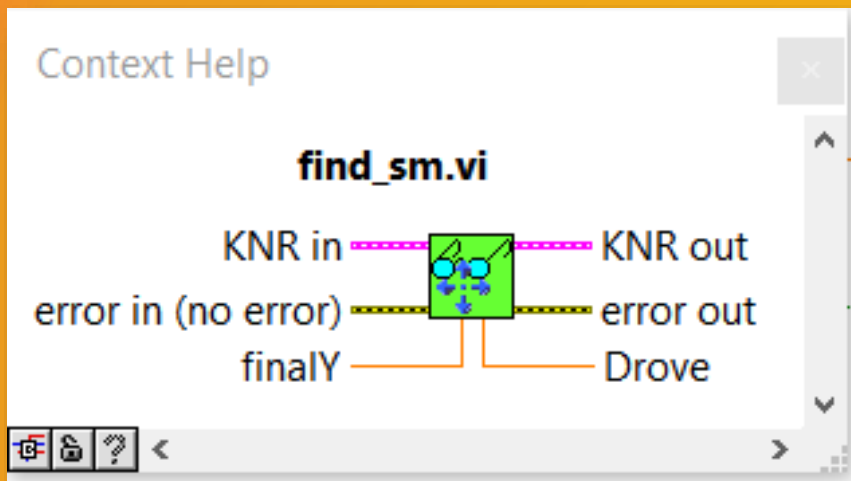 Context Help
find_sm.vi
KNR in KNR out
error in (no error) error out
finalY Drove
?